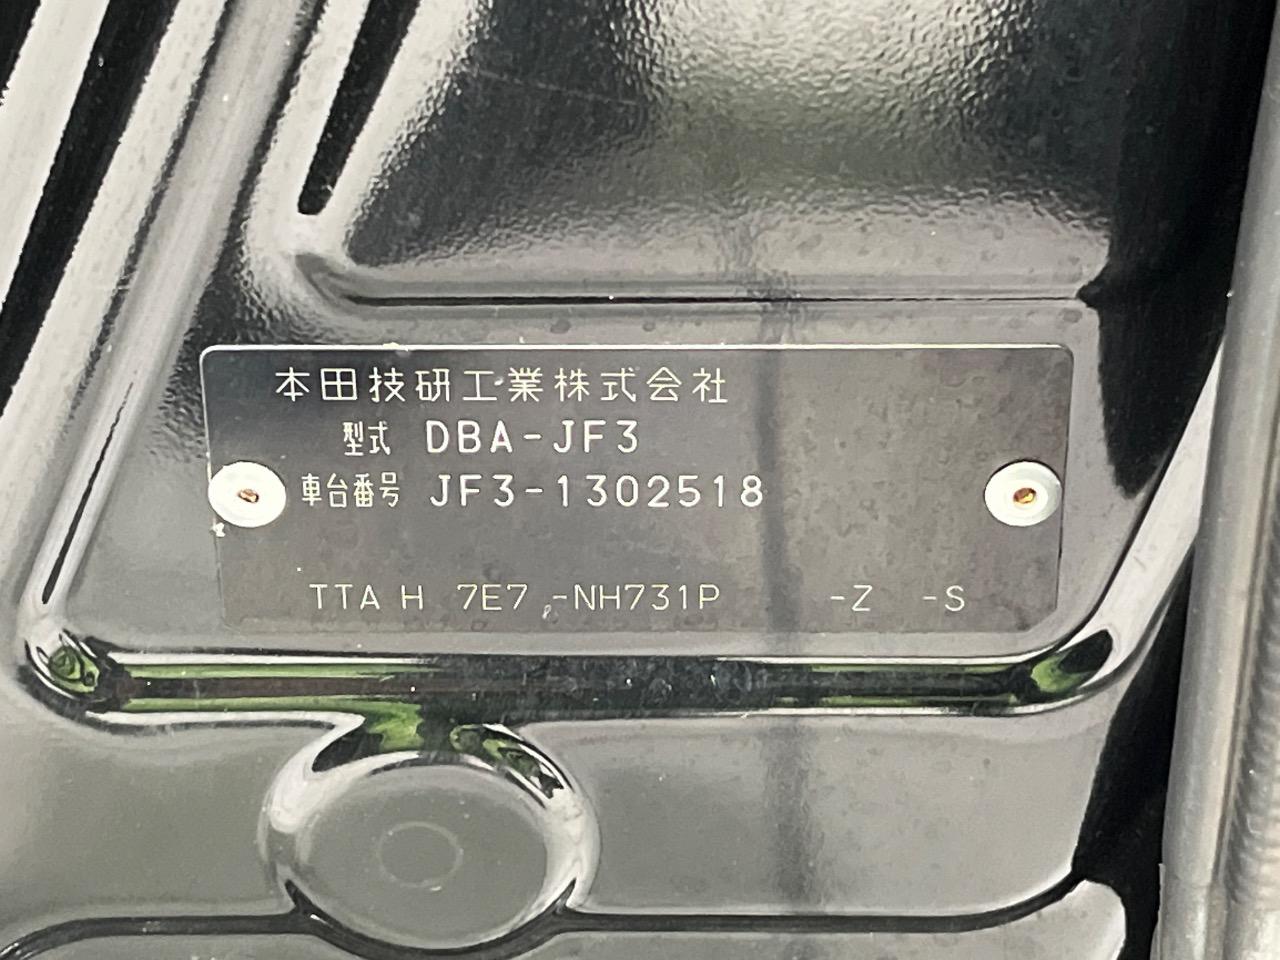 本田技研工業株式会社
型式 DBA-JF3
車台番号 JF3-1302518
TTA H 7E7 -NH731P -Z -S